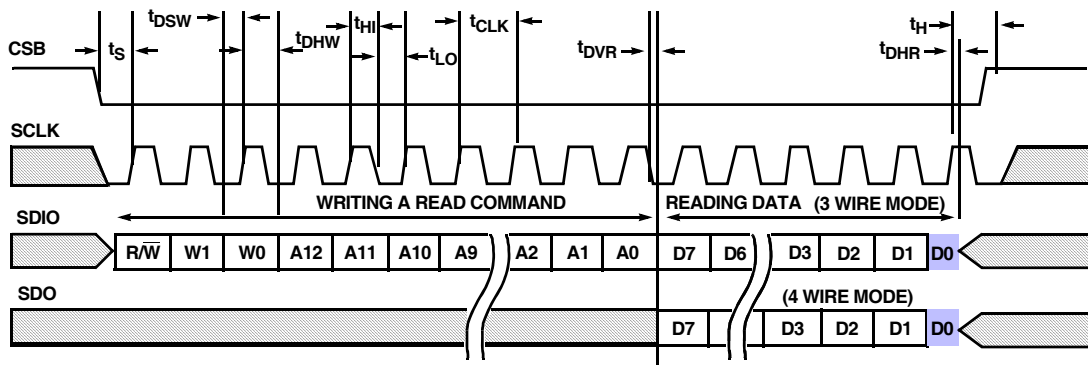 tDSW tHI tCLK tH
CSB tS tDHW tLO tDVR tDHR
SCLK
WRITING A READ COMMAND READING DATA (3 WIRE MODE)
SDIO
R/W̅ W1 W0 A12 A11 A10 A9 A2 A1 A0 D7 D6 D3 D2 D1 D0
SDO (4 WIRE MODE)
D7 D3 D2 D1 D0